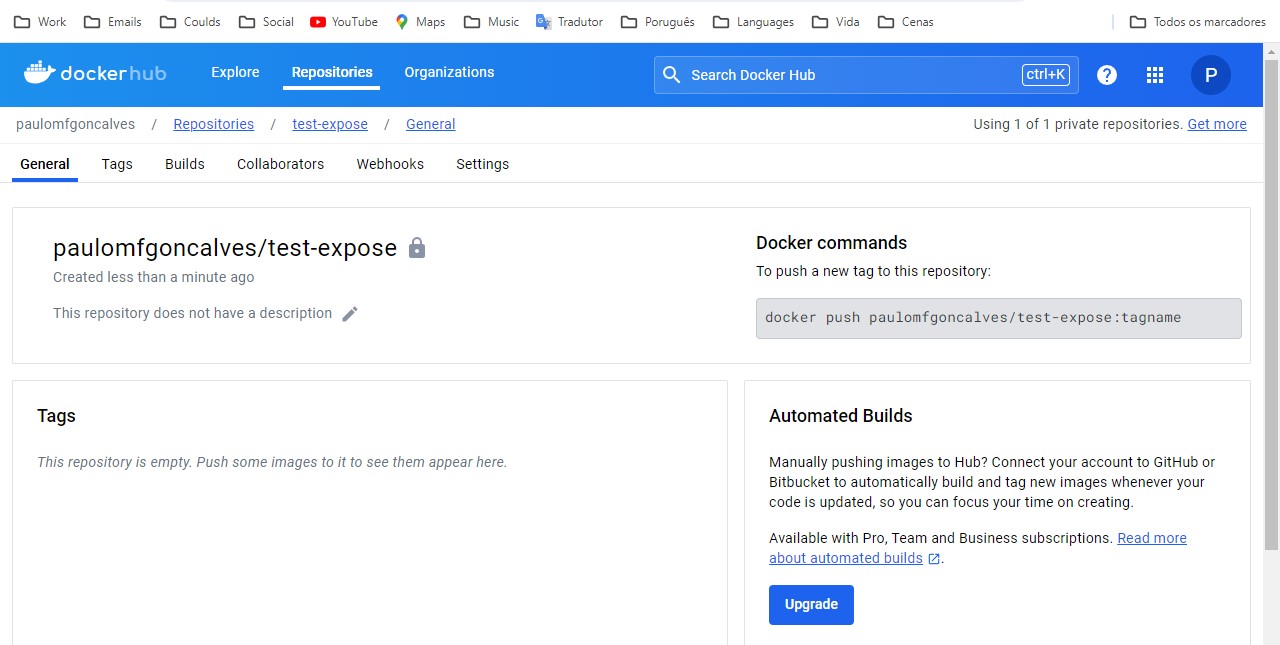 Work Emails Coulds Social YouTube Maps Music Tradutor Poruguês Languages Vida Cenas Todos os marcadores
dockerhub Explore Repositories Organizations Search Docker Hub ctrl+K ? P
paulomfgoncalves / Repositories / test-expose / General Using 1 of 1 private repositories. Get more
General Tags Builds Collaborators Webhooks Settings
paulomfgoncalves/test-expose
Created less than a minute ago
This repository does not have a description
Docker commands
To push a new tag to this repository:
docker push paulomfgoncalves/test-expose:tagname
Tags
This repository is empty. Push some images to it to see them appear here.
Automated Builds
Manually pushing images to Hub? Connect your account to GitHub or
Bitbucket to automatically build and tag new images whenever your
code is updated, so you can focus your time on creating.
Available with Pro, Team and Business subscriptions. Read more
about automated builds .
Upgrade